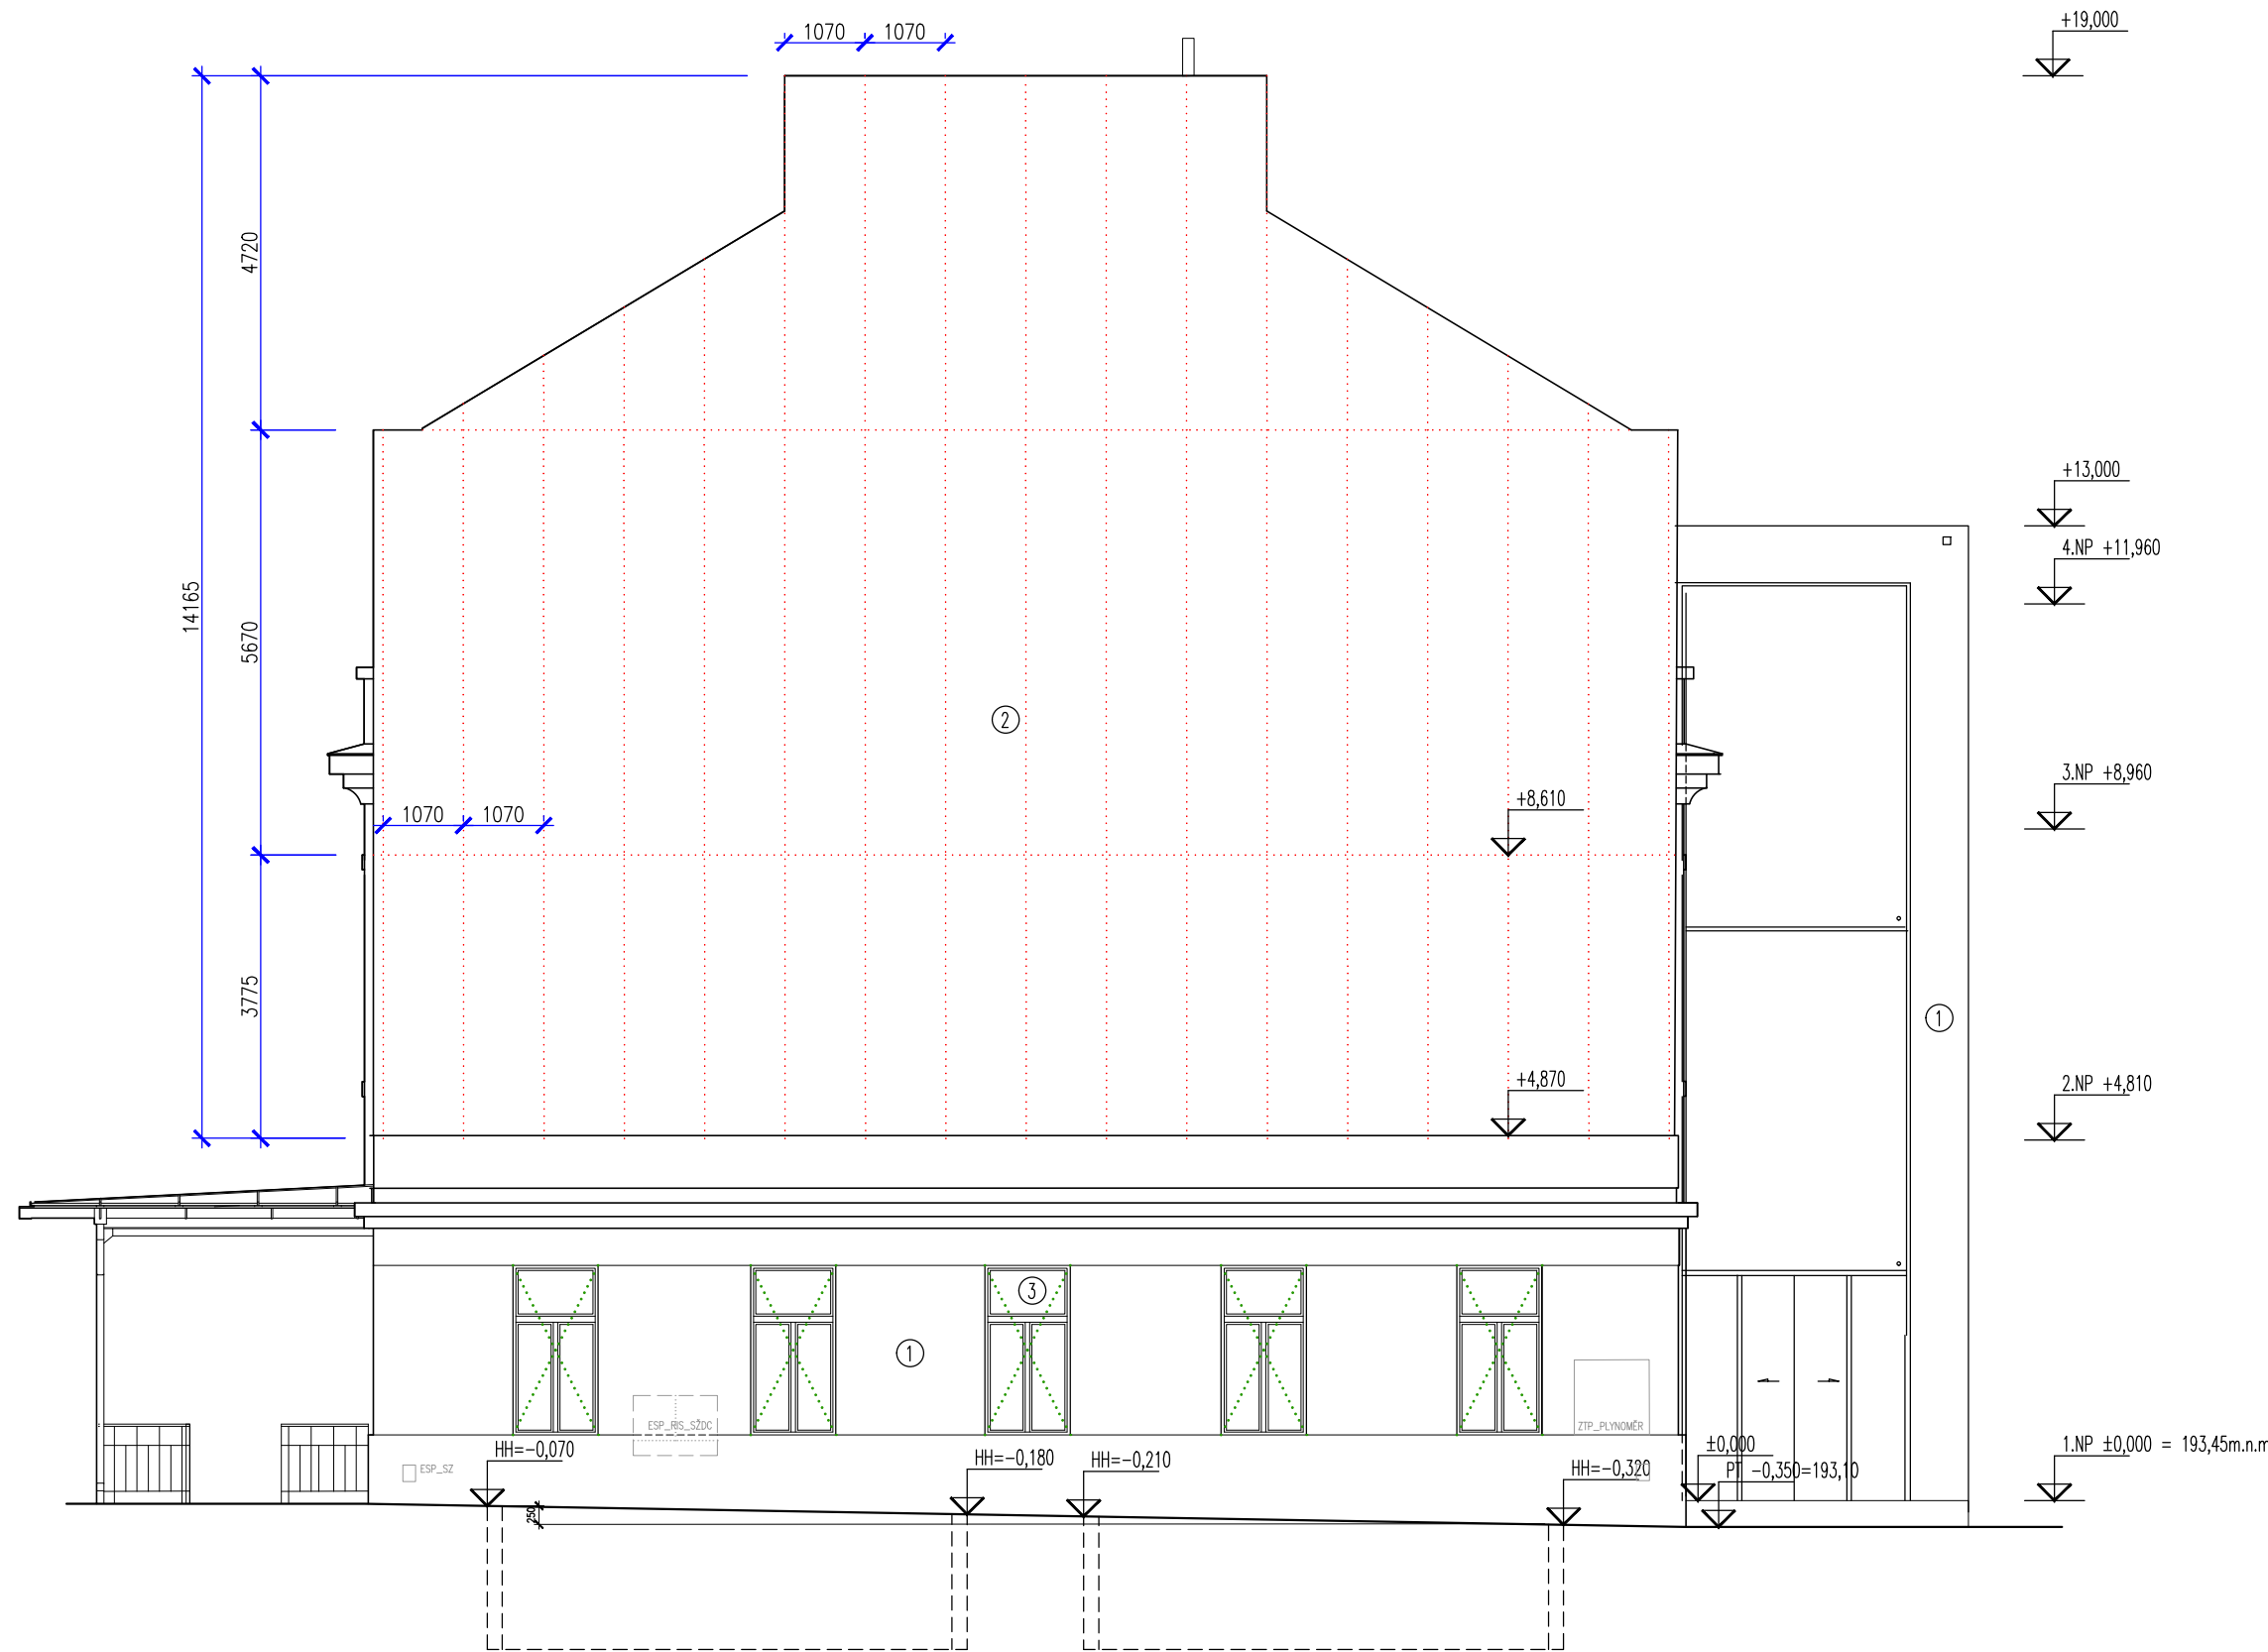 +19,000
1070 1070
4720
+13,000
4.NP +11,960
14165
5670
2
3.NP +8,960
+8,610
1070 1070
3775
1
2.NP +4,810
+4,870
3
1
ESP_RIS_SŽDC
ZTP_PLYNOMĚR
HH=-0,070
HH=-0,180
HH=-0,210
HH=-0,320
±0,000
1.NP ±0,000 = 193,45m.n.m
PT -0,350=193,10
ESP_SZ
250